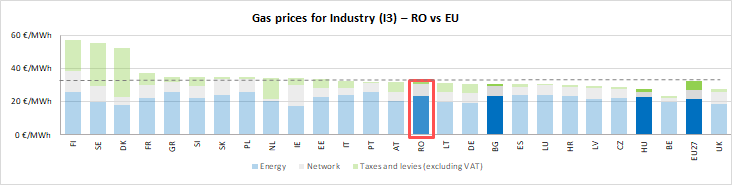 Gas prices for Industry (I3) – RO vs EU
60 €/MWh
40 €/MWh
20 €/MWh
0 €/MWh
FI SE DK FR GR SI SK PL NL IE EE IT PT AT RO LT DE BG ES LU HR LV CZ HU BE EU27 UK
Energy Network Taxes and levies (excluding VAT)